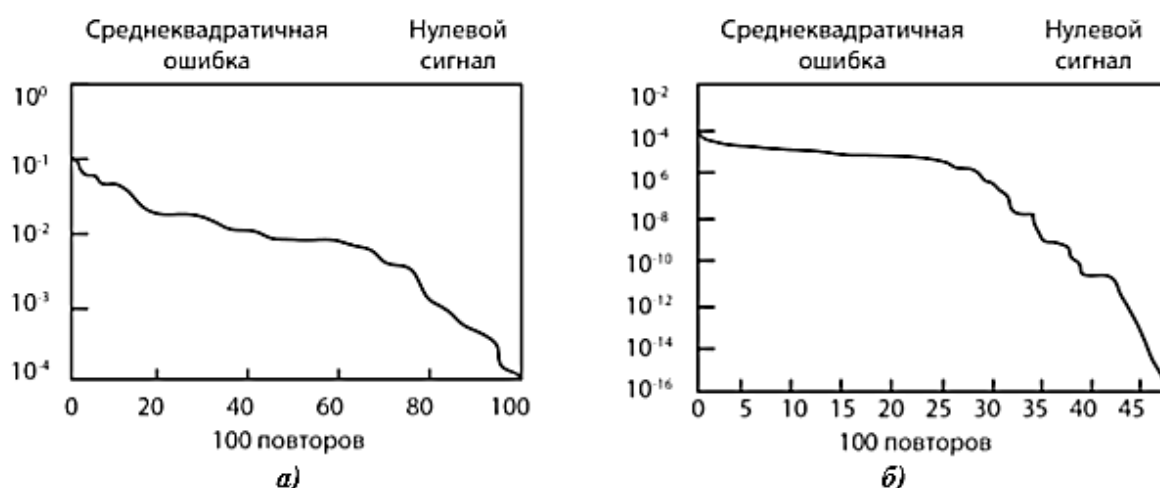 Среднеквадратичная ошибка
Нулевой сигнал
10⁰
10⁻¹
10⁻²
10⁻³
10⁻⁴
0 20 40 60 80 100
100 повторов
а)
Среднеквадратичная ошибка
Нулевой сигнал
10⁻²
10⁻⁴
10⁻⁶
10⁻⁸
10⁻¹⁰
10⁻¹²
10⁻¹⁴
10⁻¹⁶
0 5 10 15 20 25 30 35 40 45
100 повторов
б)